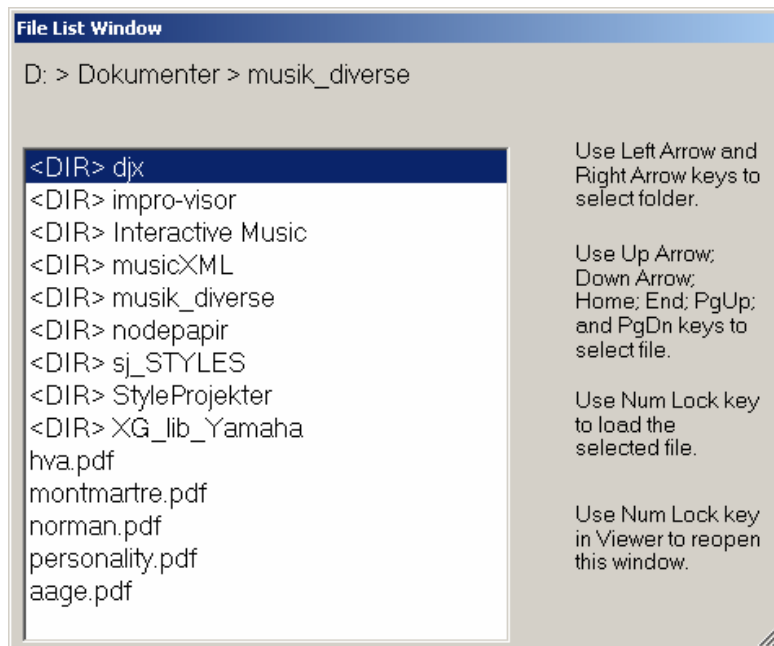 File List Window
D: > Dokumenter > musik_diverse
<DIR> djx
<DIR> impro-visor
<DIR> Interactive Music
<DIR> musicXML
<DIR> musik_diverse
<DIR> nodepapir
<DIR> sj_STYLES
<DIR> StyleProjekter
<DIR> XG_lib_Yamaha
hva.pdf
montmartre.pdf
norman.pdf
personality.pdf
aage.pdf
Use Left Arrow and
Right Arrow keys to
select folder.
Use Up Arrow;
Down Arrow;
Home; End; PgUp;
and PgDn keys to
select file.
Use Num Lock key
to load the
selected file.
Use Num Lock key
in Viewer to reopen
this window.